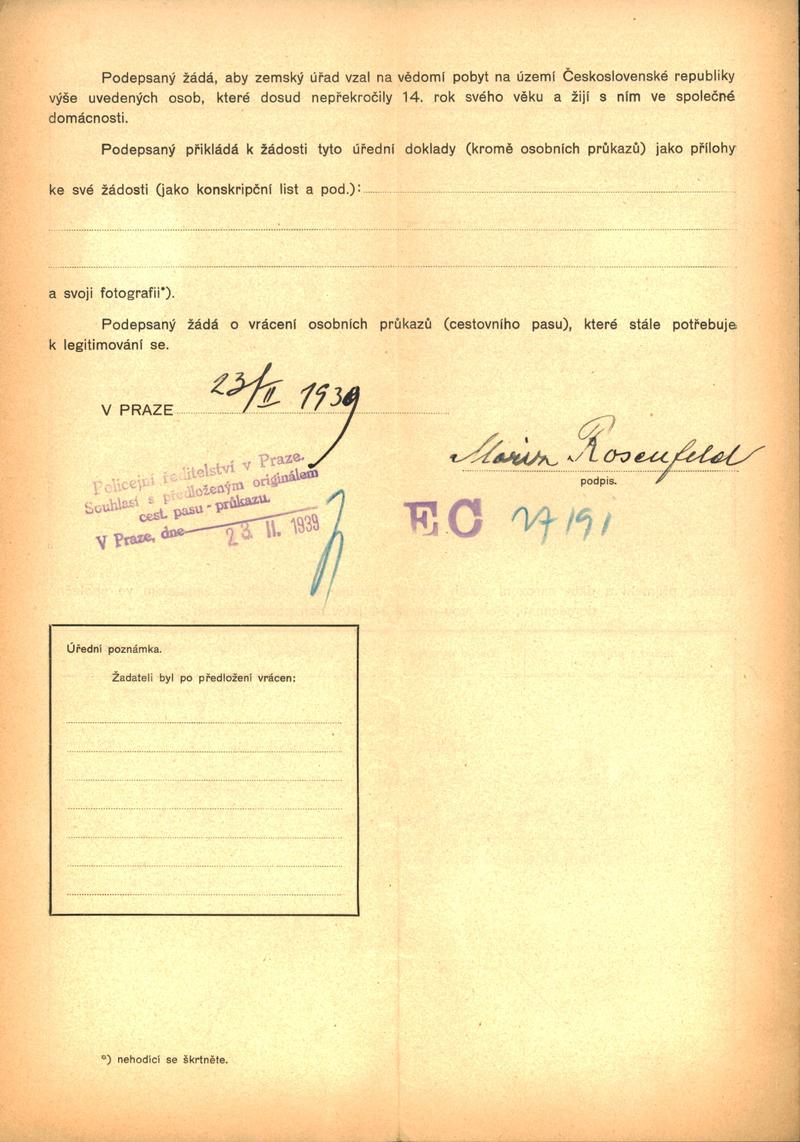 Podepsaný žádá, aby zemský úřad vzal na vědomí pobyt na území Československé republiky
výše uvedených osob, které dosud nepřekročily 14. rok svého věku a žijí s ním ve společné
domácnosti.
Podepsaný přikládá k žádosti tyto úřední doklady (kromě osobních průkazů) jako přílohy
ke své žádosti (jako konskripční list a pod.):
a svoji fotografii*).
Podepsaný žádá o vrácení osobních průkazů (cestovního pasu), které stále potřebuje
k legitimování se.
V PRAZE 23/II 1939
Rosenfeld
podpis.
Policejní ředitelství v Praze.
Souhlasí s předloženým originálem
cest. pasu - průkazu.
V Praze, dne 23. II. 1939
EC 27191
Úřední poznámka.
Žadateli byl po předložení vrácen:
*) nehodící se škrtněte.